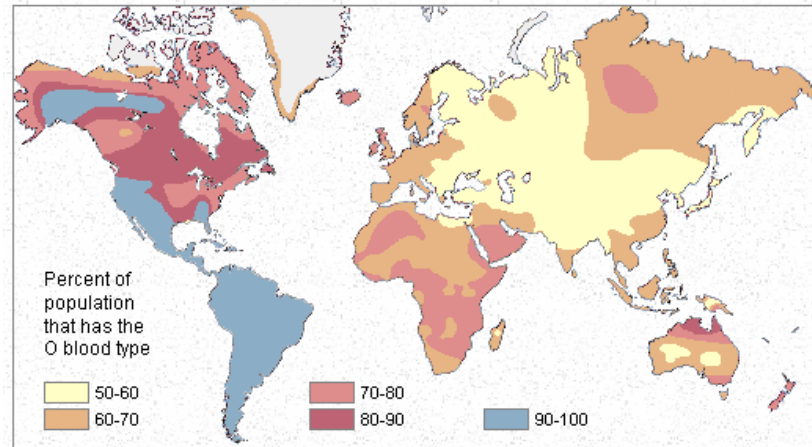 Percent of
population
that has the
O blood type
50-60
70-80
60-70
80-90
90-100